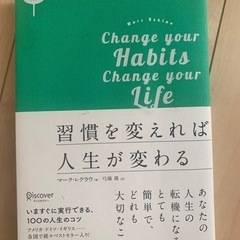 Marc Reklau
Change your
Habits
Change your
Life
習慣を変えれば
人生が変わる
マーク・レクラウ 著
弓場 隆 訳
Discover
いますぐに実行できる、
100の人生のコツ
アメリカ・ドイツ・イギリス…
各国で続々ベストセラー入り!
あなたの
人生の
転機になる
とても
簡単で、
どれも
大切なこと